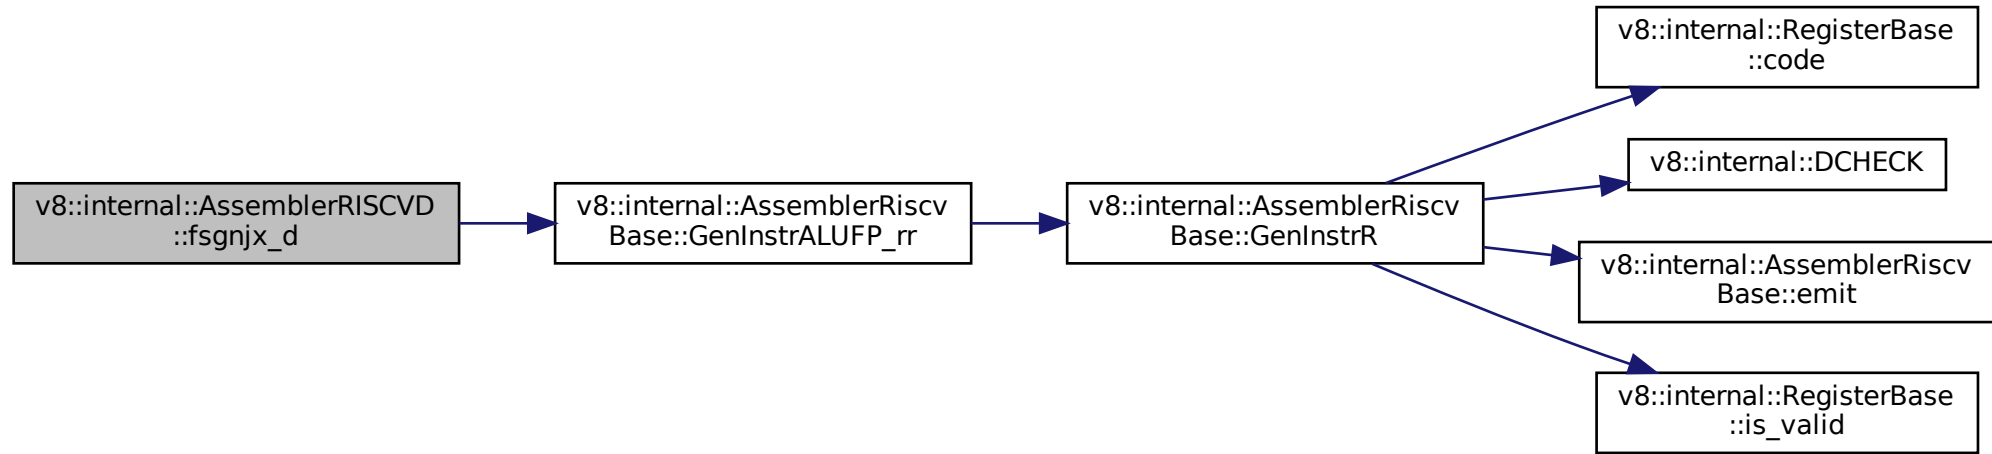 v8::internal::AssemblerRISCVD
::fsgnjx_d
v8::internal::AssemblerRiscv
Base::GenInstrALUFP_rr
v8::internal::AssemblerRiscv
Base::GenInstrR
v8::internal::RegisterBase
::code
v8::internal::DCHECK
v8::internal::AssemblerRiscv
Base::emit
v8::internal::RegisterBase
::is_valid